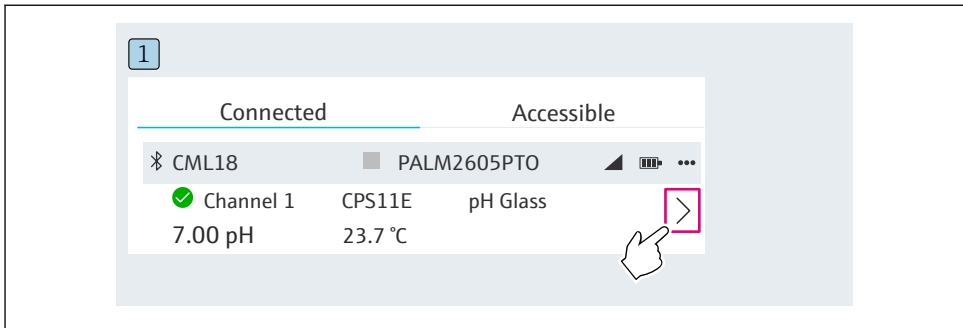 1
Connected Accessible
CML18 PALM2605PTO •••
Channel 1 CPS11E pH Glass
7.00 pH 23.7 °C